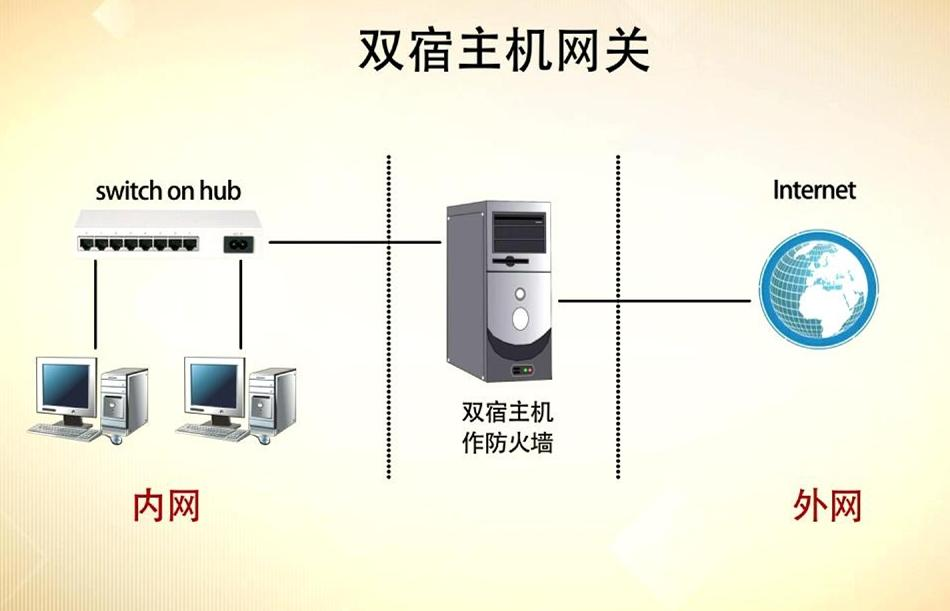 双宿主机网关
switch on hub
Internet
双宿主机
作防火墙
内网
外网